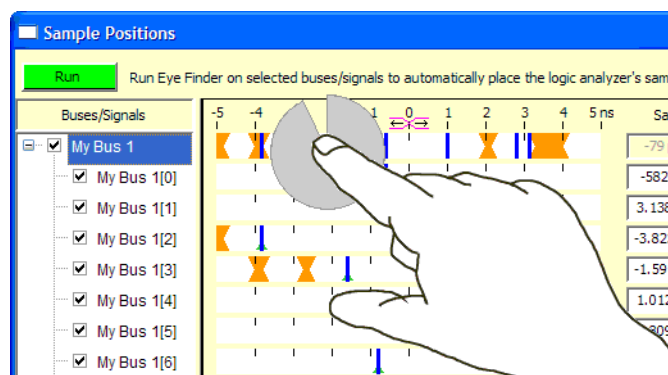 Sample Positions
Run
Run Eye Finder on selected buses/signals to automatically place the logic analyzer's sam
Buses/Signals
-5 -4 1 0 1 2 3 4 5 ns
Sa
My Bus 1
-79
My Bus 1[0]
-582
My Bus 1[1]
3.138
My Bus 1[2]
-3.82
My Bus 1[3]
-1.59
My Bus 1[4]
1.012
My Bus 1[5]
309
My Bus 1[6]